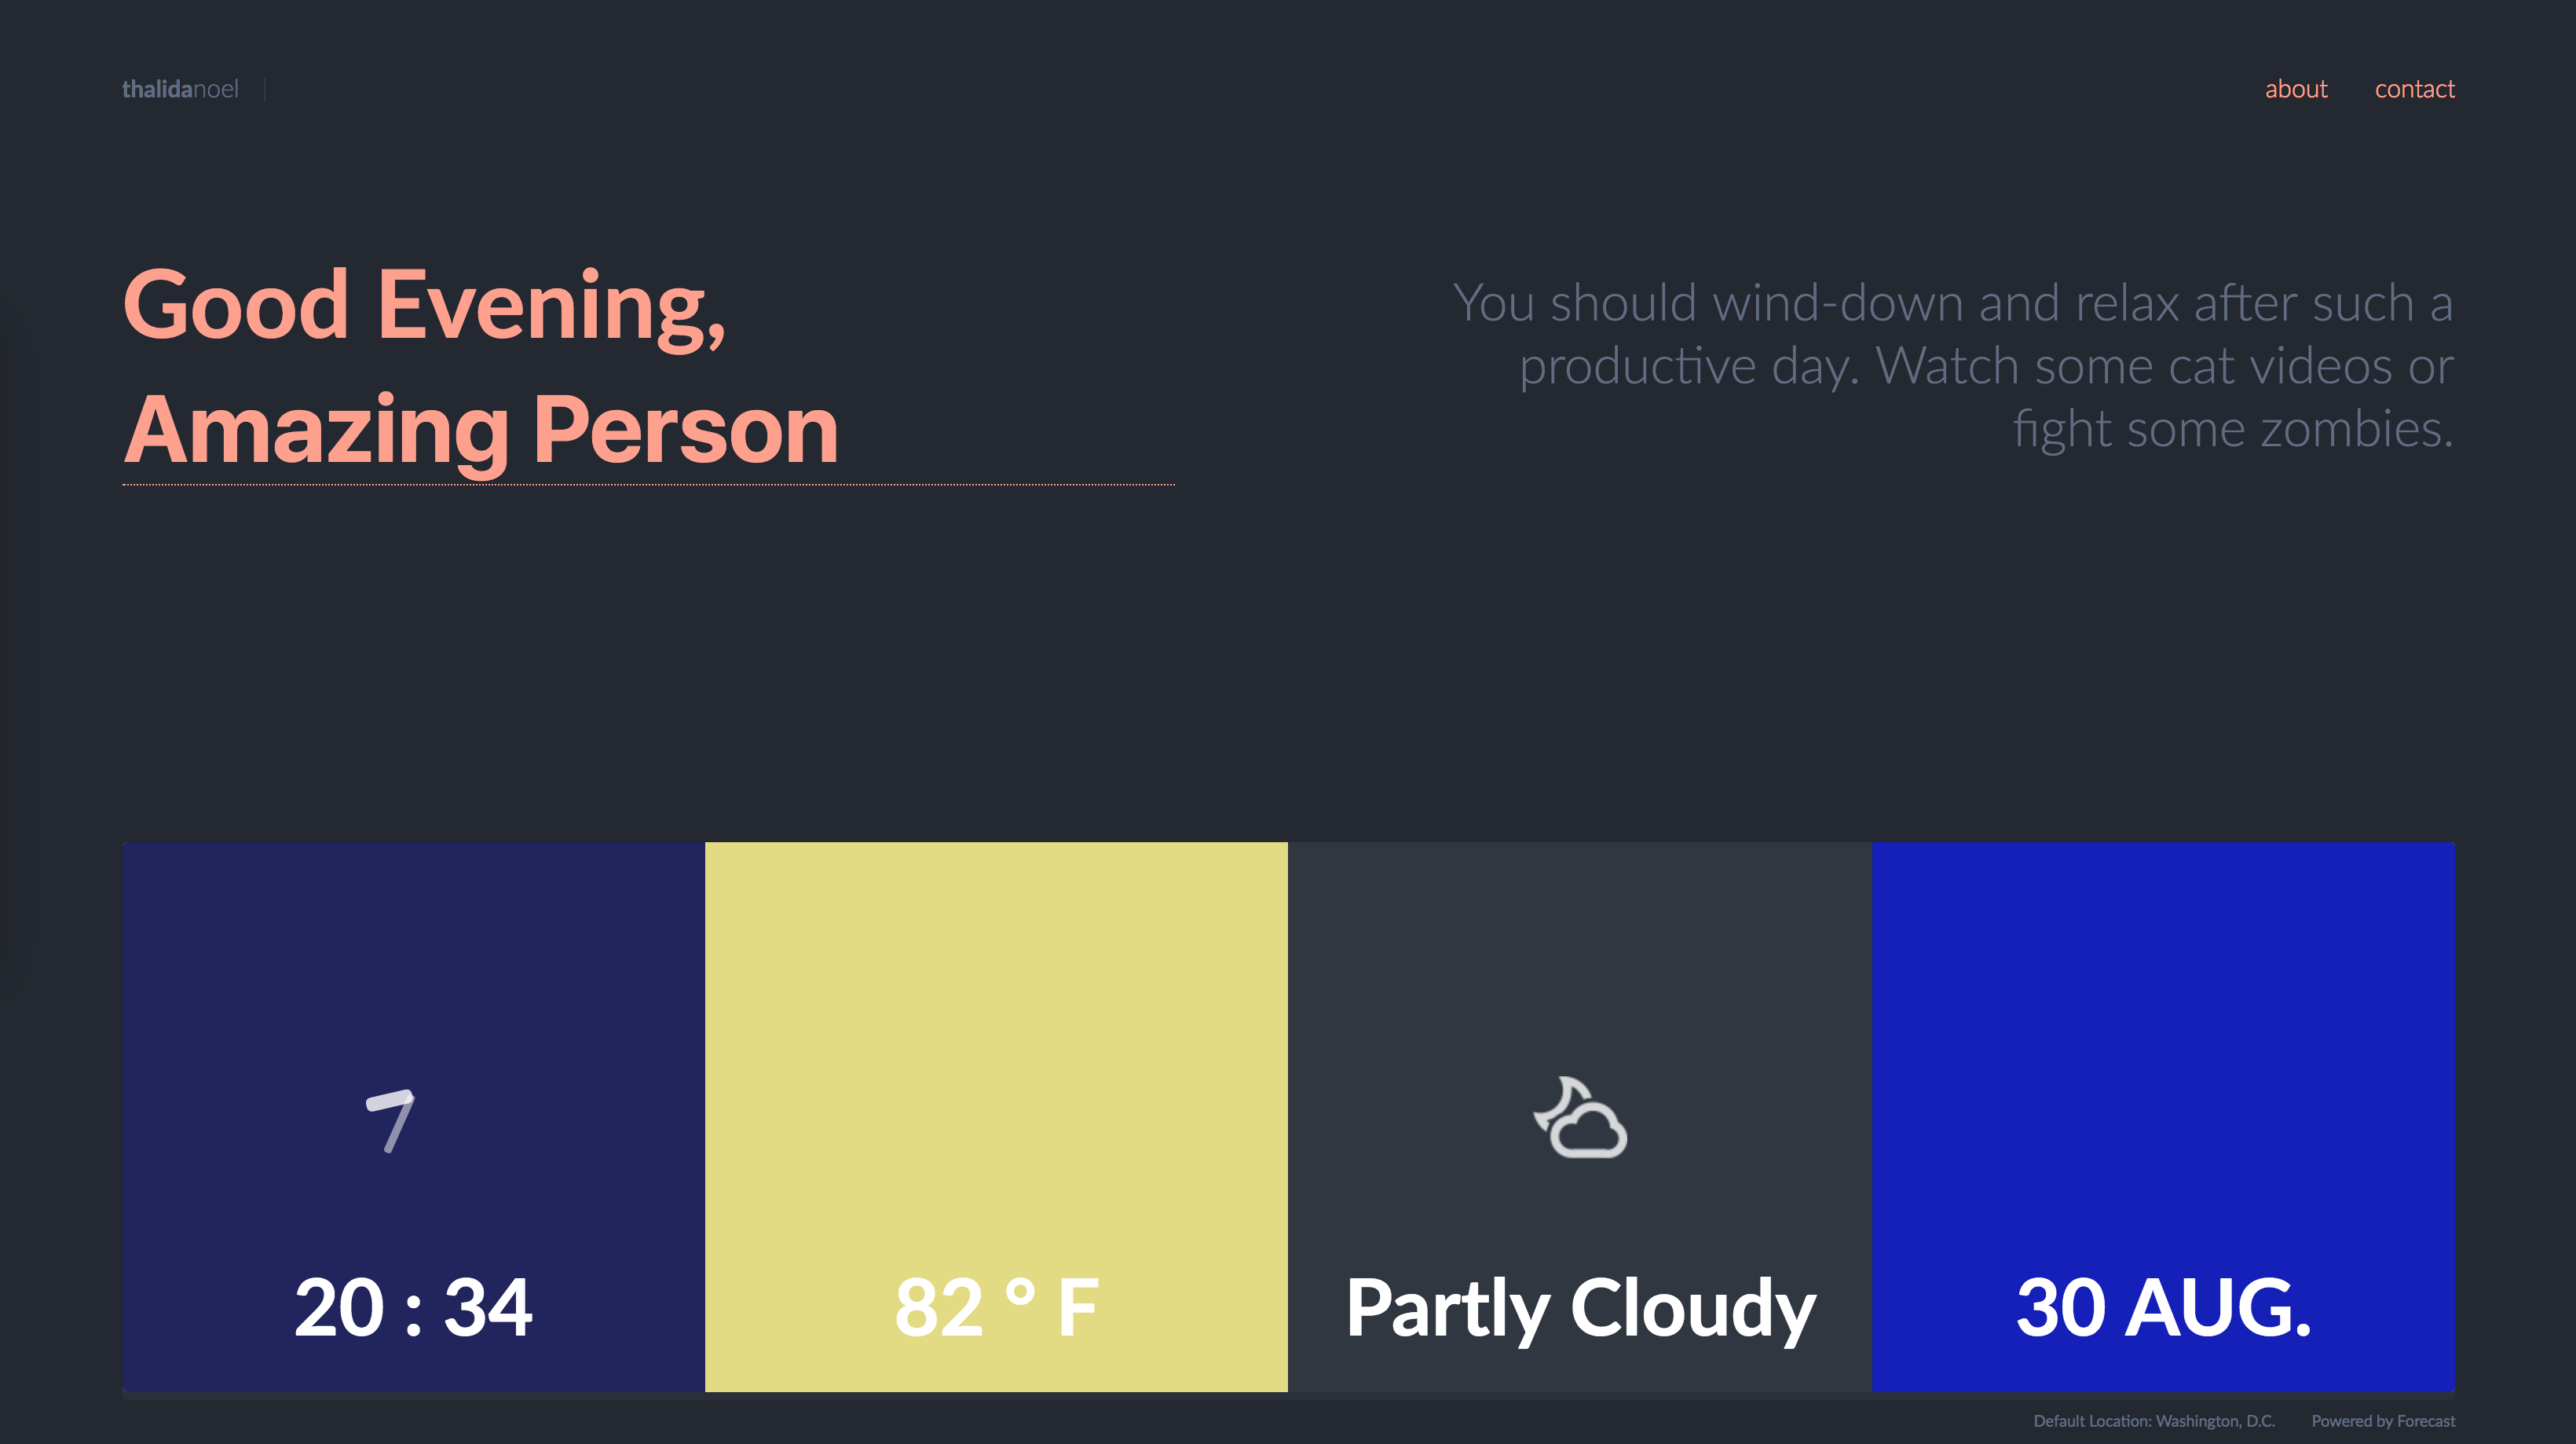 thalidanoel
about contact
Good Evening,
Amazing Person
You should wind-down and relax after such a
productive day. Watch some cat videos or
fight some zombies.
20 : 34
82 ° F
Partly Cloudy
30 AUG.
Default Location: Washington, D.C. Powered by Forecast